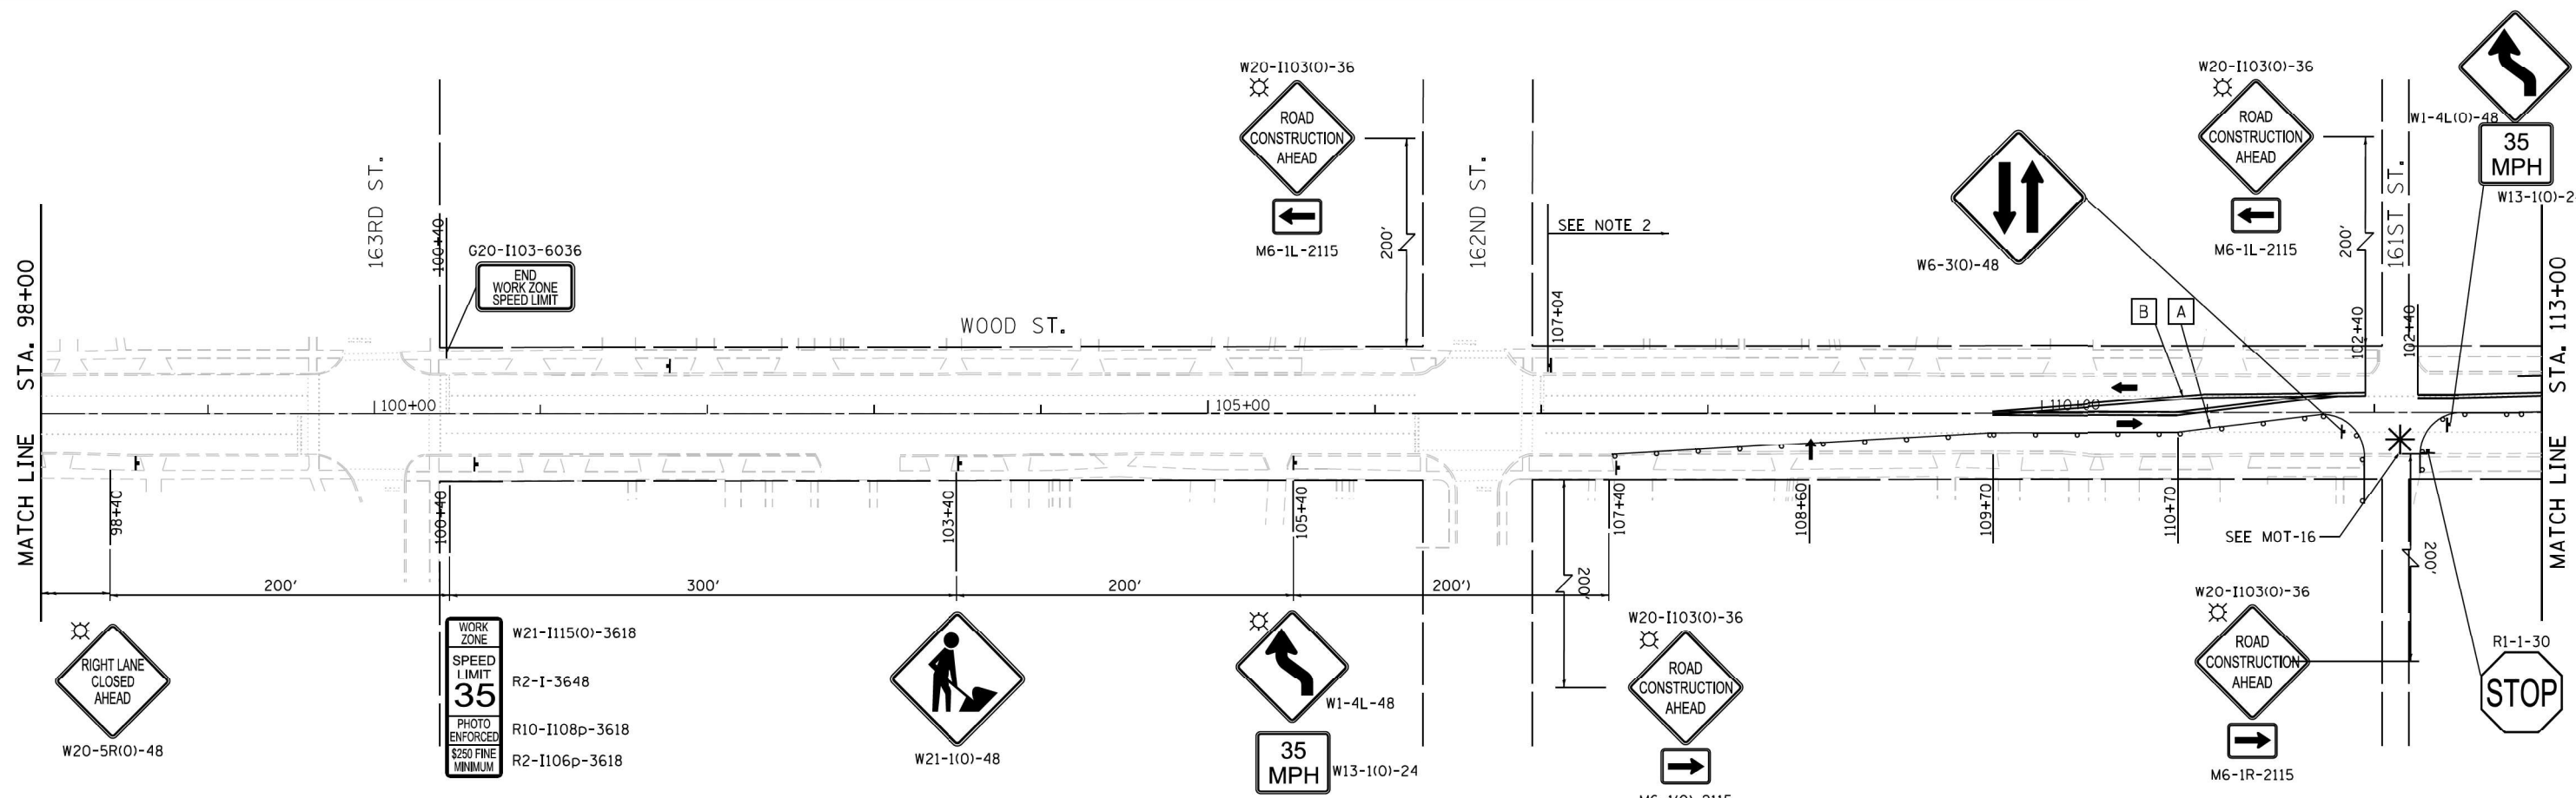 W20-I103(O)-36
ROAD
CONSTRUCTION
AHEAD
M6-1L-2115
200'
W20-I103(O)-36
ROAD
CONSTRUCTION
AHEAD
M6-1L-2115
200'
W1-4L(O)-48
35
MPH
W13-1(O)-2
W6-3(O)-48
163RD ST.
162ND ST.
161ST ST.
100+40
G20-I103-6036
END
WORK ZONE
SPEED LIMIT
SEE NOTE 2
107+04
WOOD ST.
B
A
102+40
102+40
MATCH LINE STA. 98+00
MATCH LINE STA. 113+00
100+00
105+00
110+00
98+40
100+40
103+40
105+40
107+40
108+60
109+70
110+70
SEE MOT-16
200'
300'
200'
200')
200'
200'
RIGHT LANE
CLOSED
AHEAD
W20-5R(O)-48
WORK
ZONE
W21-I115(O)-3618
SPEED
LIMIT
35
R2-I-3648
PHOTO
ENFORCED
R10-I108p-3618
$250 FINE
MINIMUM
R2-I106p-3618
W21-1(O)-48
W1-4L-48
35
MPH
W13-1(O)-24
W20-I103(O)-36
ROAD
CONSTRUCTION
AHEAD
W20-I103(O)-36
ROAD
CONSTRUCTION
AHEAD
M6-1R-2115
R1-1-30
STOP